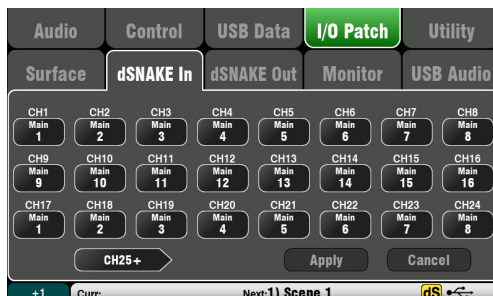 Audio Control USB Data I/O Patch Utility
Surface dSNAKE In dSNAKE Out Monitor USB Audio
CH1 CH2 CH3 CH4 CH5 CH6 CH7 CH8
Main Main Main Main Main Main Main Main
1 2 3 4 5 6 7 8
CH9 CH10 CH11 CH12 CH13 CH14 CH15 CH16
Main Main Main Main Main Main Main Main
9 10 11 12 13 14 15 16
CH17 CH18 CH19 CH20 CH21 CH22 CH23 CH24
Main Main Main Main Main Main Main Main
1 2 3 4 5 6 7 8
CH25+ Apply Cancel
+1 Curr: Next:1) Scene 1 dS